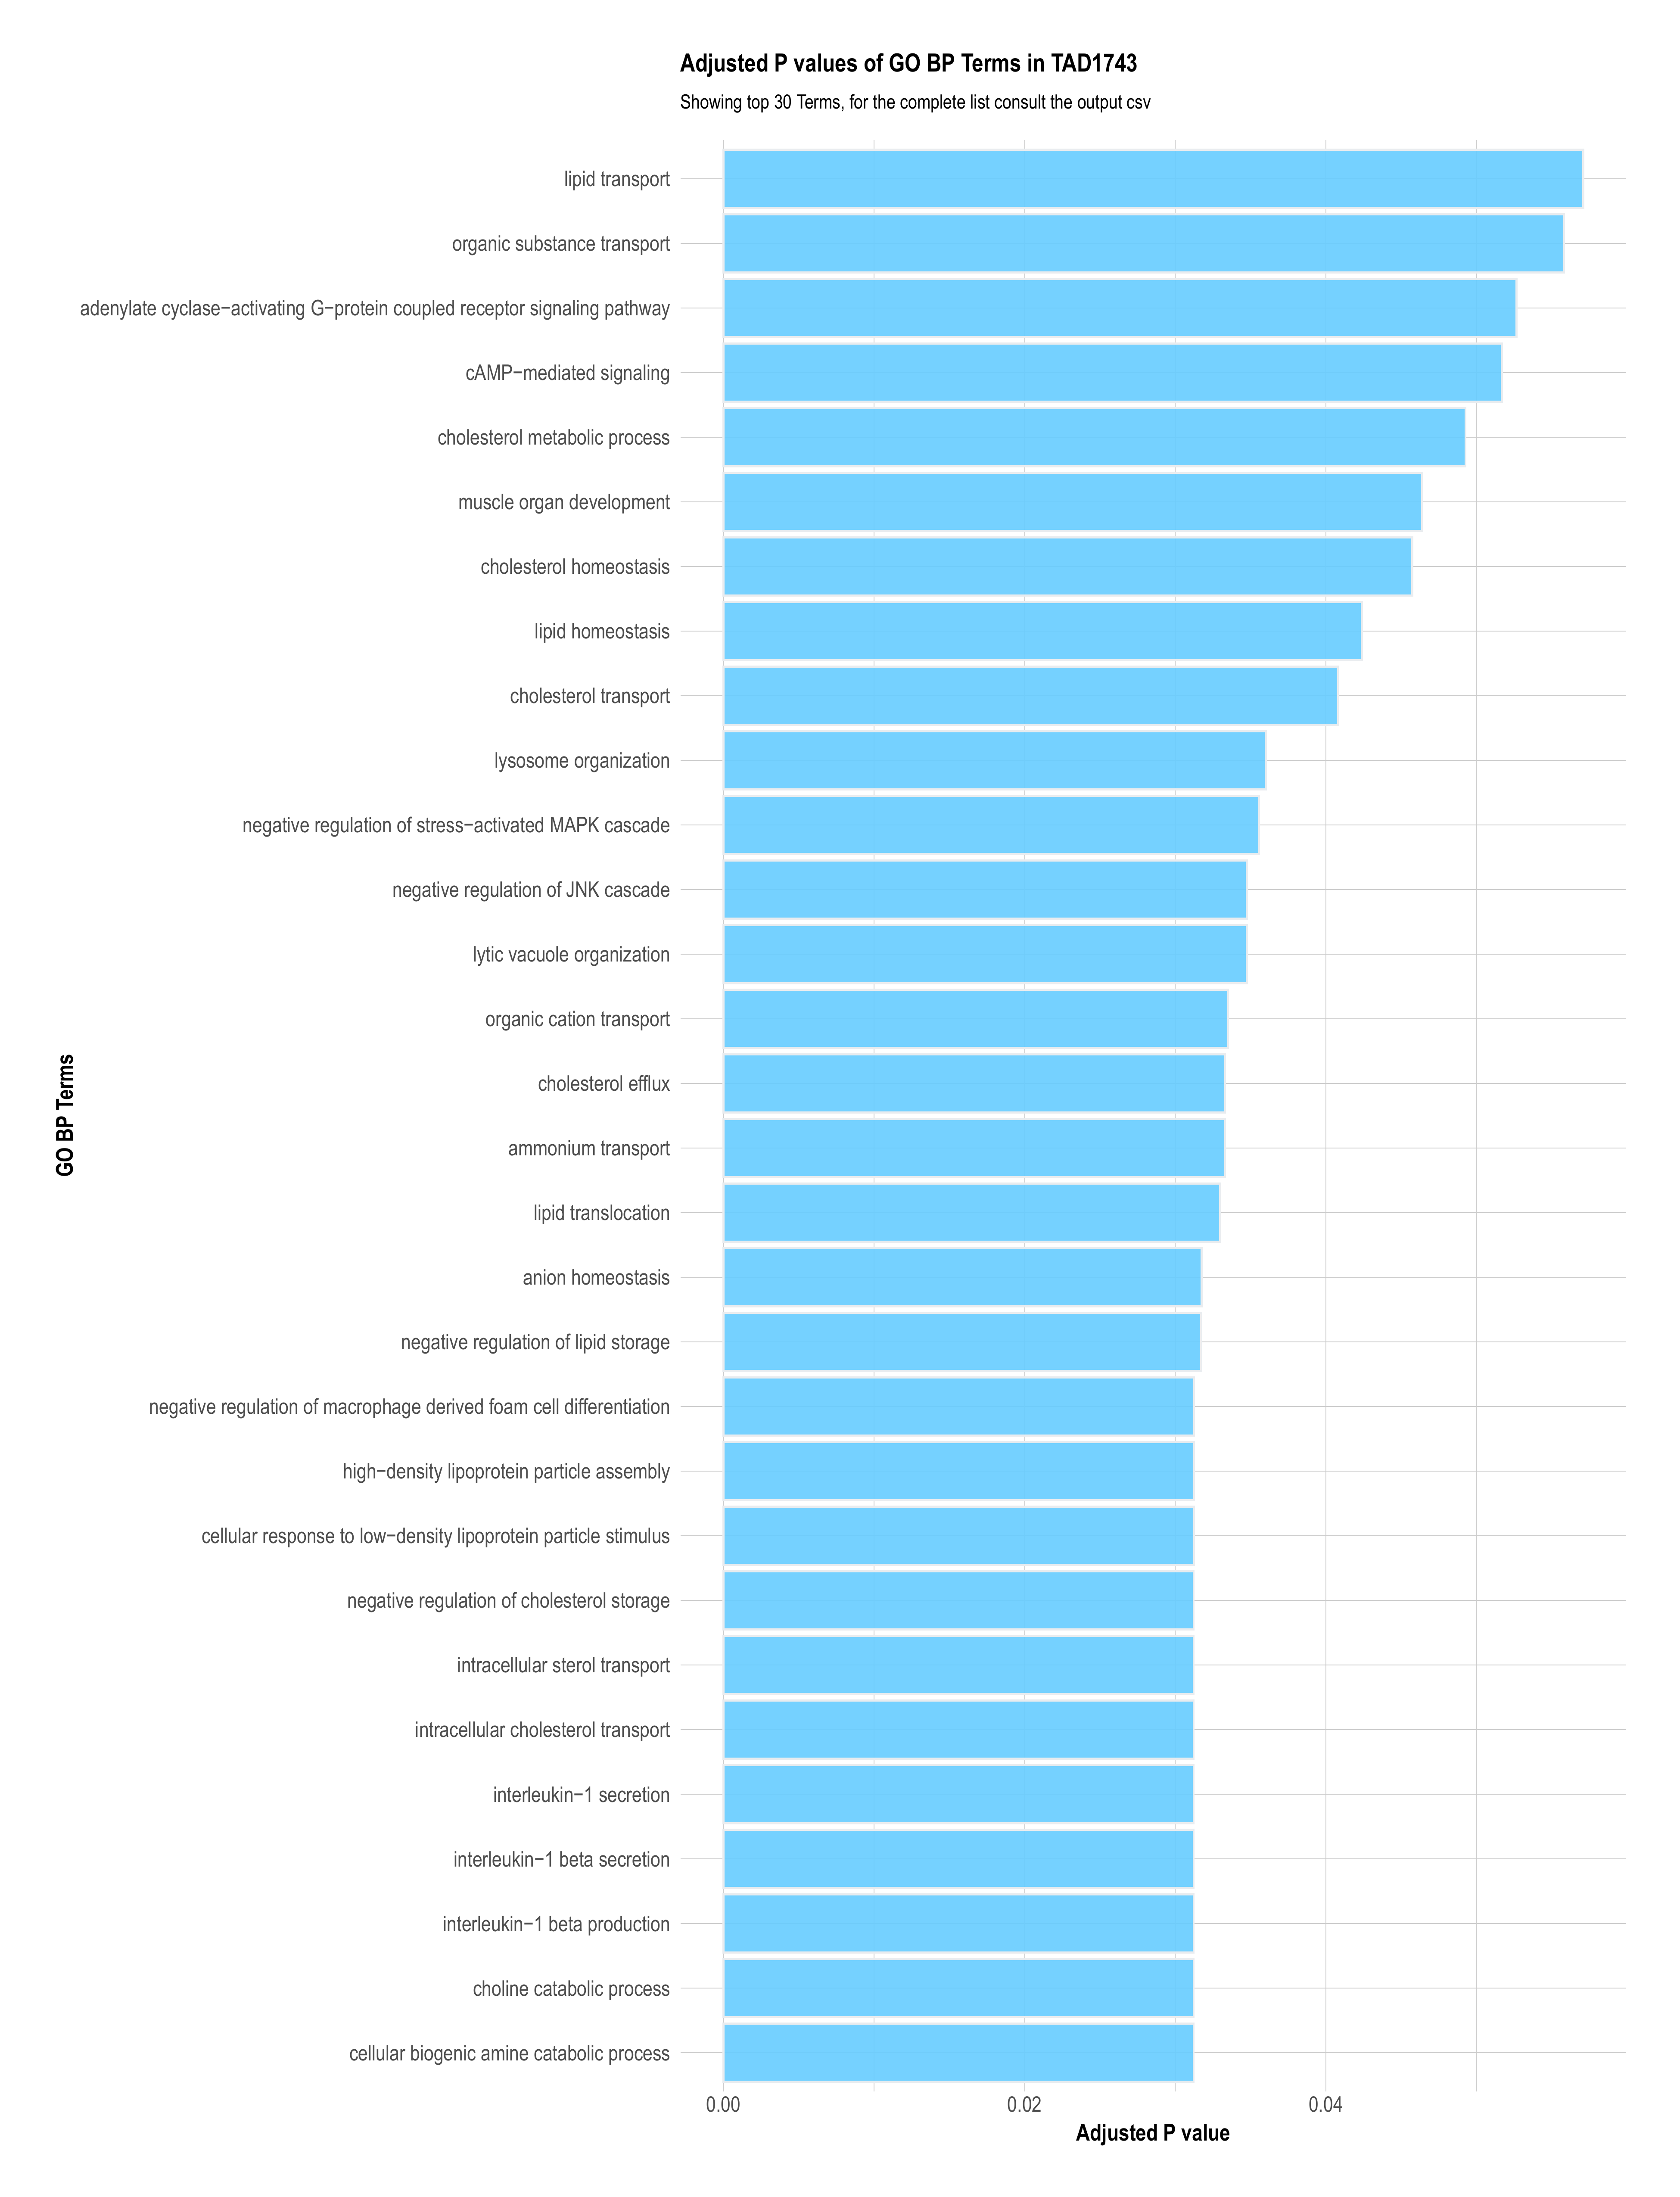 Adjusted P values of GO BP Terms in TAD1743
Showing top 30 Terms, for the complete list consult the output csv
lipid transport
organic substance transport
adenylate cyclase−activating G−protein coupled receptor signaling pathway
cAMP−mediated signaling
cholesterol metabolic process
muscle organ development
cholesterol homeostasis
lipid homeostasis
cholesterol transport
lysosome organization
negative regulation of stress−activated MAPK cascade
negative regulation of JNK cascade
lytic vacuole organization
organic cation transport
cholesterol efflux
ammonium transport
lipid translocation
anion homeostasis
negative regulation of lipid storage
negative regulation of macrophage derived foam cell differentiation
high−density lipoprotein particle assembly
cellular response to low−density lipoprotein particle stimulus
negative regulation of cholesterol storage
intracellular sterol transport
intracellular cholesterol transport
interleukin−1 secretion
interleukin−1 beta secretion
interleukin−1 beta production
choline catabolic process
cellular biogenic amine catabolic process
GO BP Terms
0.00 0.02 0.04
Adjusted P value